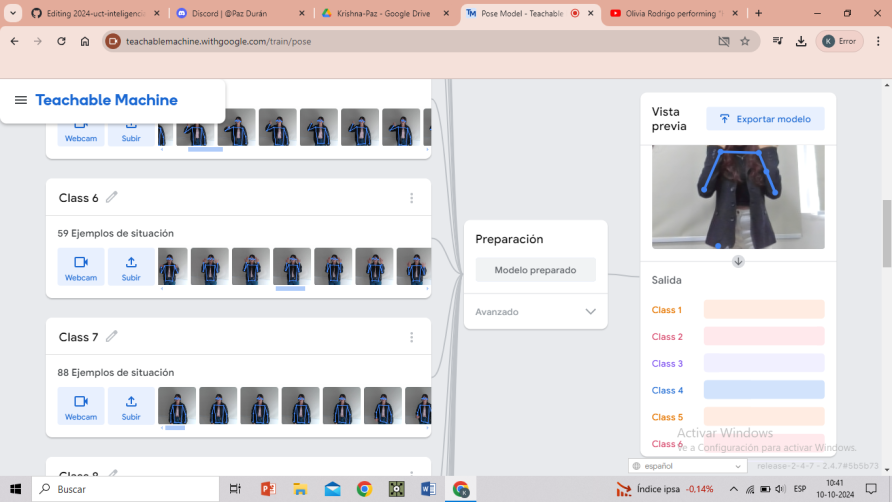 Editing 2024-uct-inteligenci
Discord | @Paz Durán
Krishna-Paz - Google Drive
Pose Model - Teachable
Olivia Rodrigo performing "
teachablemachine.withgoogle.com/train/pose
K Error
Teachable Machine
Webcam
Subir
Class 6
59 Ejemplos de situación
Webcam
Subir
Class 7
88 Ejemplos de situación
Webcam
Subir
Class 8
Preparación
Modelo preparado
Avanzado
Vista previa
Exportar modelo
Salida
Class 1
Class 2
Class 3
Class 4
Class 5
Class 6
Activar Windows
Ve a Configuración para activar Windows.
español
release-2-4-7 - 2.4.7#5b5b73
Buscar
Índice ipsa -0,14%
ESP
10:41
10-10-2024